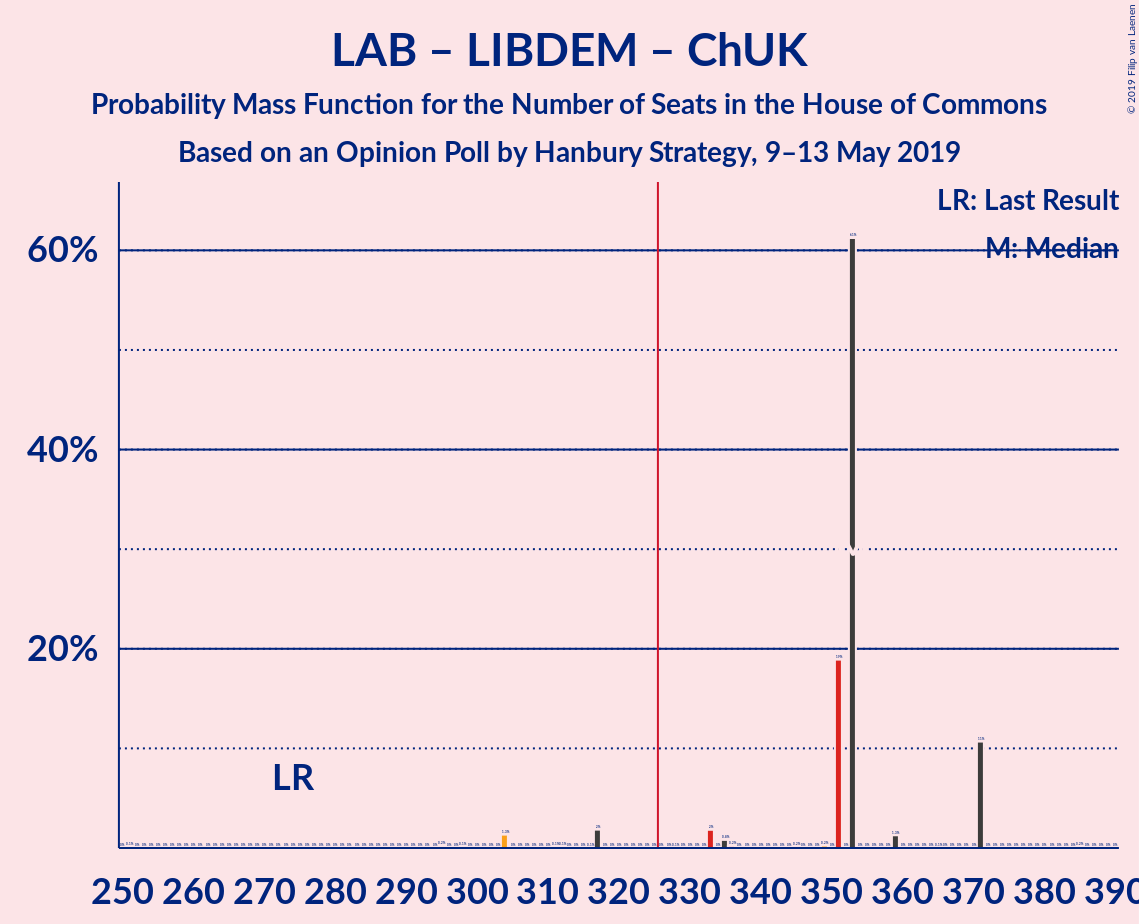 LAB – LIBDEM – ChUK
Probability Mass Function for the Number of Seats in the House of Commons
Based on an Opinion Poll by Hanbury Strategy, 9–13 May 2019
© 2019 Filip van Laenen
LR: Last Result
M: Median
60%
40%
20%
LR
250 260 270 280 290 300 310 320 330 340 350 360 370 380 390